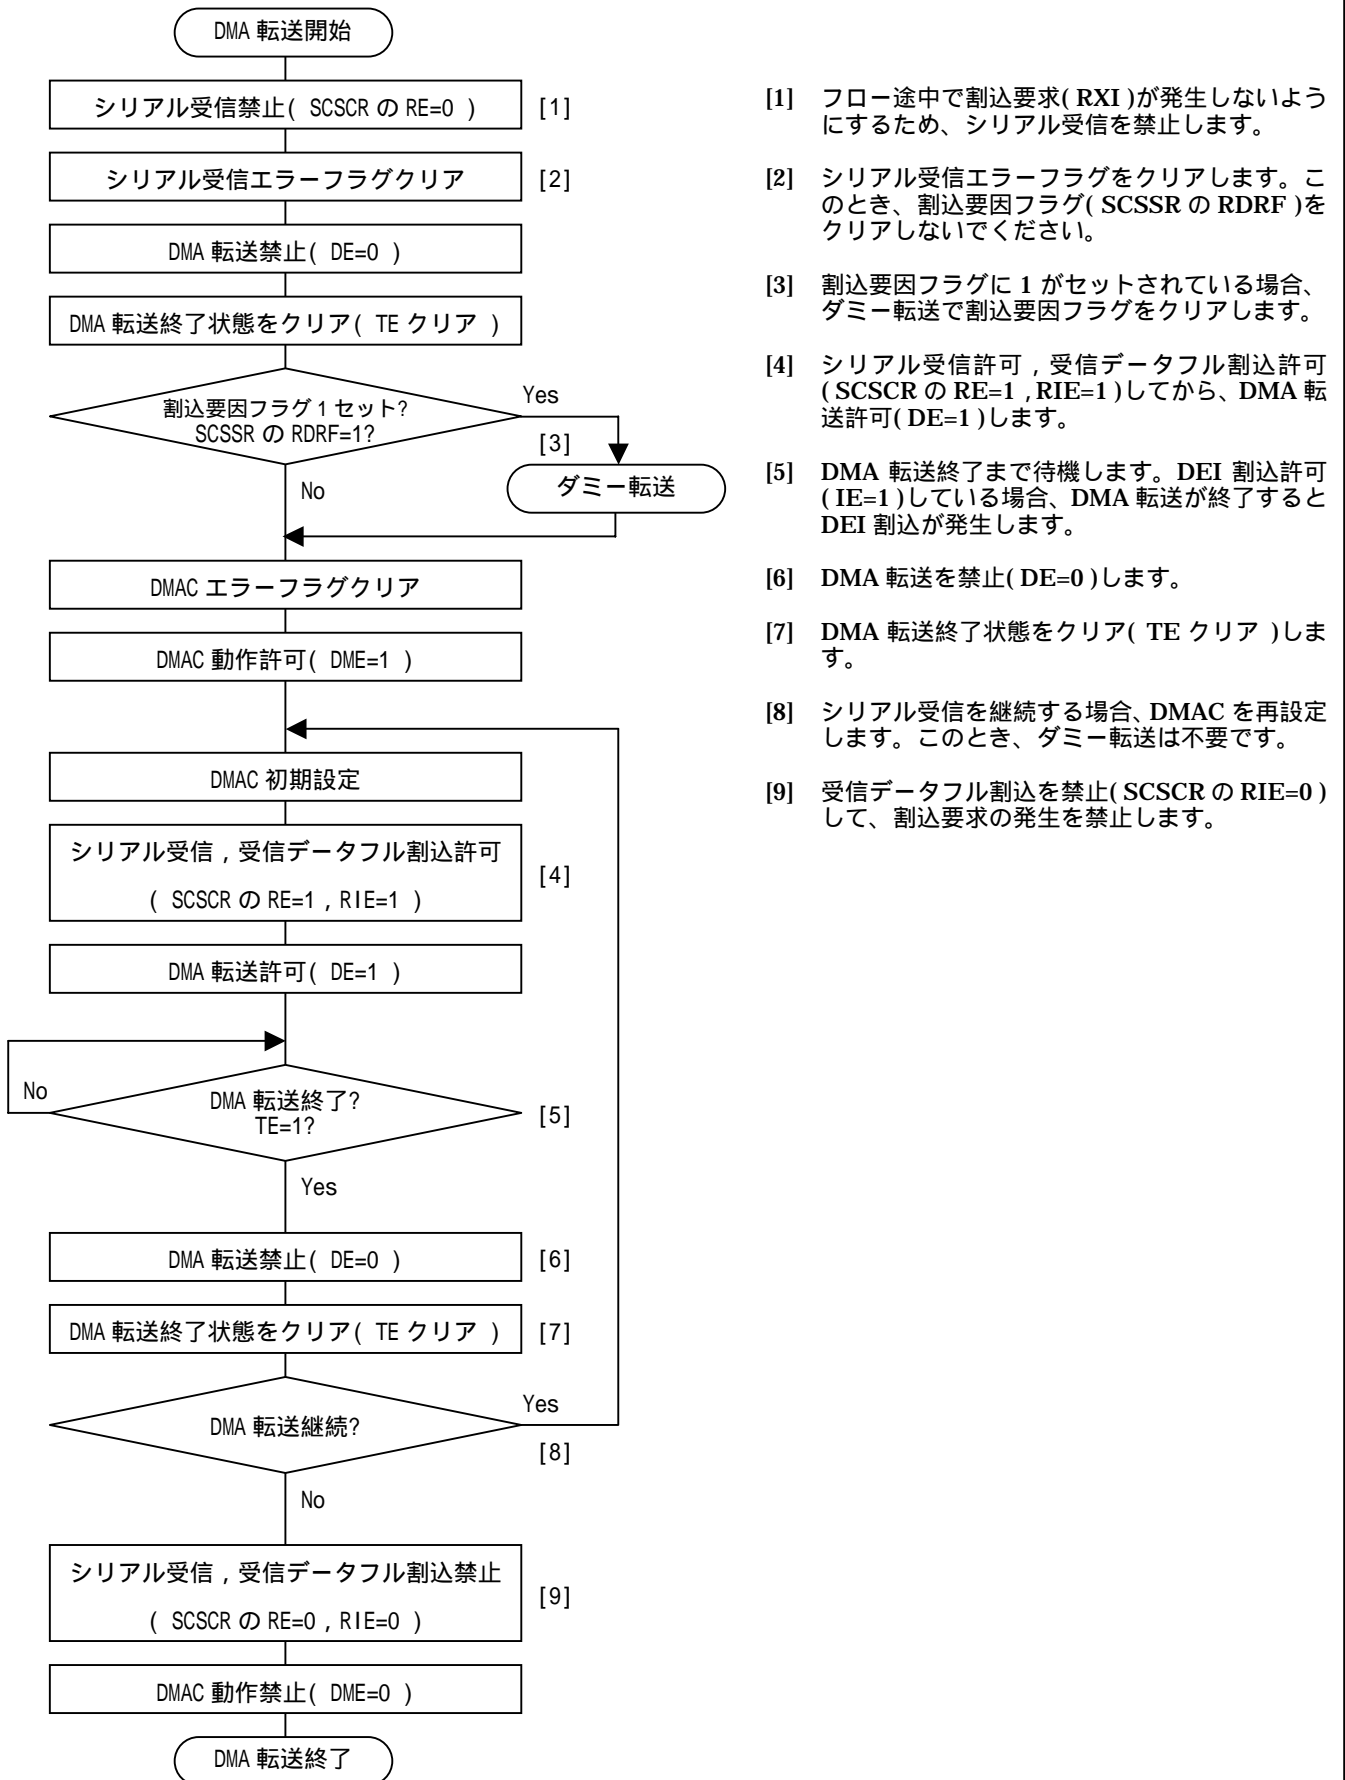 DMA 転送開始
シリアル受信禁止( SCSCR の RE=0 )
[1]
シリアル受信エラーフラグクリア
[2]
DMA 転送禁止( DE=0 )
DMA 転送終了状態をクリア( TE クリア )
割込要因フラグ 1 セット?
SCSSR の RDRF=1?
Yes
[3]
ダミー転送
No
DMAC エラーフラグクリア
DMAC 動作許可( DME=1 )
DMAC 初期設定
シリアル受信 , 受信データフル割込許可
( SCSCR の RE=1 , RIE=1 )
[4]
DMA 転送許可( DE=1 )
No
DMA 転送終了?
TE=1?
[5]
Yes
DMA 転送禁止( DE=0 )
[6]
DMA 転送終了状態をクリア( TE クリア )
[7]
Yes
DMA 転送継続?
[8]
No
シリアル受信 , 受信データフル割込禁止
( SCSCR の RE=0 , RIE=0 )
[9]
DMAC 動作禁止( DME=0 )
DMA 転送終了
[1] フロー途中で割込要求( RXI )が発生しないよう
にするため、シリアル受信を禁止します。
[2] シリアル受信エラーフラグをクリアします。こ
のとき、割込要因フラグ( SCSSR の RDRF )を
クリアしないでください。
[3] 割込要因フラグに 1 がセットされている場合、
ダミー転送で割込要因フラグをクリアします。
[4] シリアル受信許可 , 受信データフル割込許可
( SCSCR の RE=1 , RIE=1 )してから、DMA 転
送許可( DE=1 )します。
[5] DMA 転送終了まで待機します。DEI 割込許可
( IE=1 )している場合、DMA 転送が終了すると
DEI 割込が発生します。
[6] DMA 転送を禁止( DE=0 )します。
[7] DMA 転送終了状態をクリア( TE クリア )しま
す。
[8] シリアル受信を継続する場合、DMAC を再設定
します。このとき、ダミー転送は不要です。
[9] 受信データフル割込を禁止( SCSCR の RIE=0 )
して、割込要求の発生を禁止します。